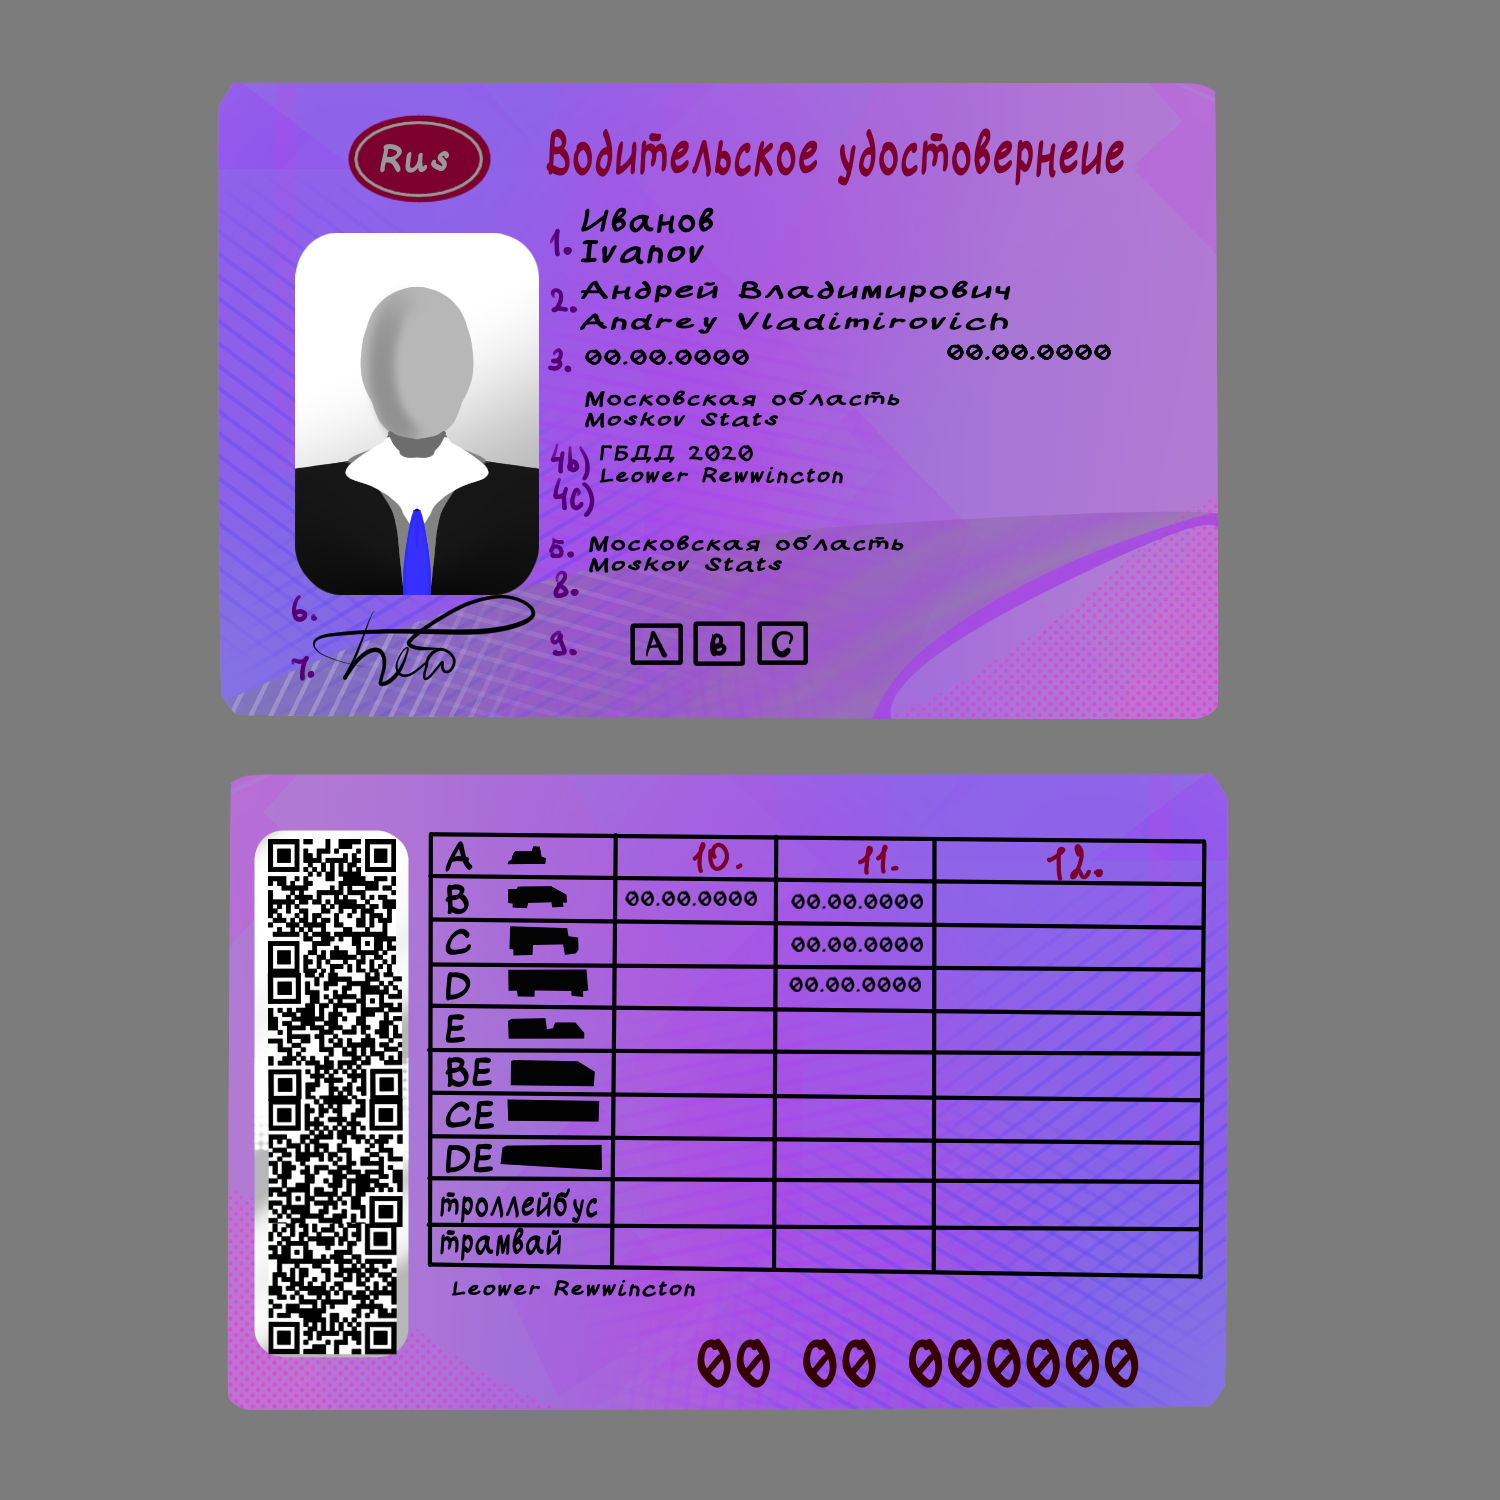 Rus
Водительское удостовернеие
1. Иванов
Ivanov
2. Андрей Владимирович
Andrey Vladimirovich
3. 00.00.0000 00.00.0000
Московская область
Moskov Stats
4b) ГБДД 2020
Leower Rewwincton
4c)
5. Московская область
Moskov Stats
8.
6.
7.
9. A B C
A 10. 11. 12.
B 00.00.0000 00.00.0000
C 00.00.0000
D 00.00.0000
E
BE
CE
DE
троллейбус
трамвай
Leower Rewwincton
00 00 000000